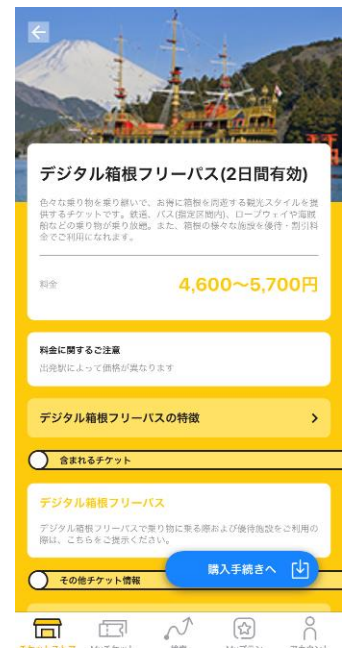 デジタル箱根フリーパス(2日間有効)
色々な乗り物を乗り継いで、お得に箱根を周遊する観光スタイルを提
供するチケットです。鉄道、バス(指定区間内)、ロープウェイや海賊
船などの乗り物が乗り放題。また、箱根の様々な施設を優待・割引料
金でご利用になれます。
料金
4,600〜5,700円
料金に関するご注意
出発駅によって価格が異なります
デジタル箱根フリーパスの特徴
含まれるチケット
デジタル箱根フリーパス
デジタル箱根フリーパスで乗り物に乗る際および優待施設をご利用の
際は、こちらをご提示ください。
購入手続きへ
その他チケット情報